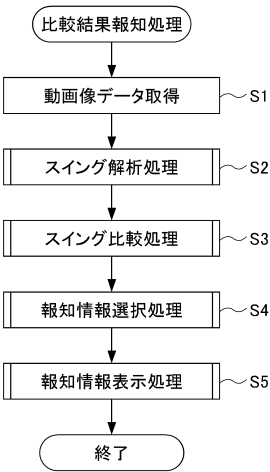 比較結果報知処理
動画像データ取得 S1
スイング解析処理 S2
スイング比較処理 S3
報知情報選択処理 S4
報知情報表示処理 S5
終了